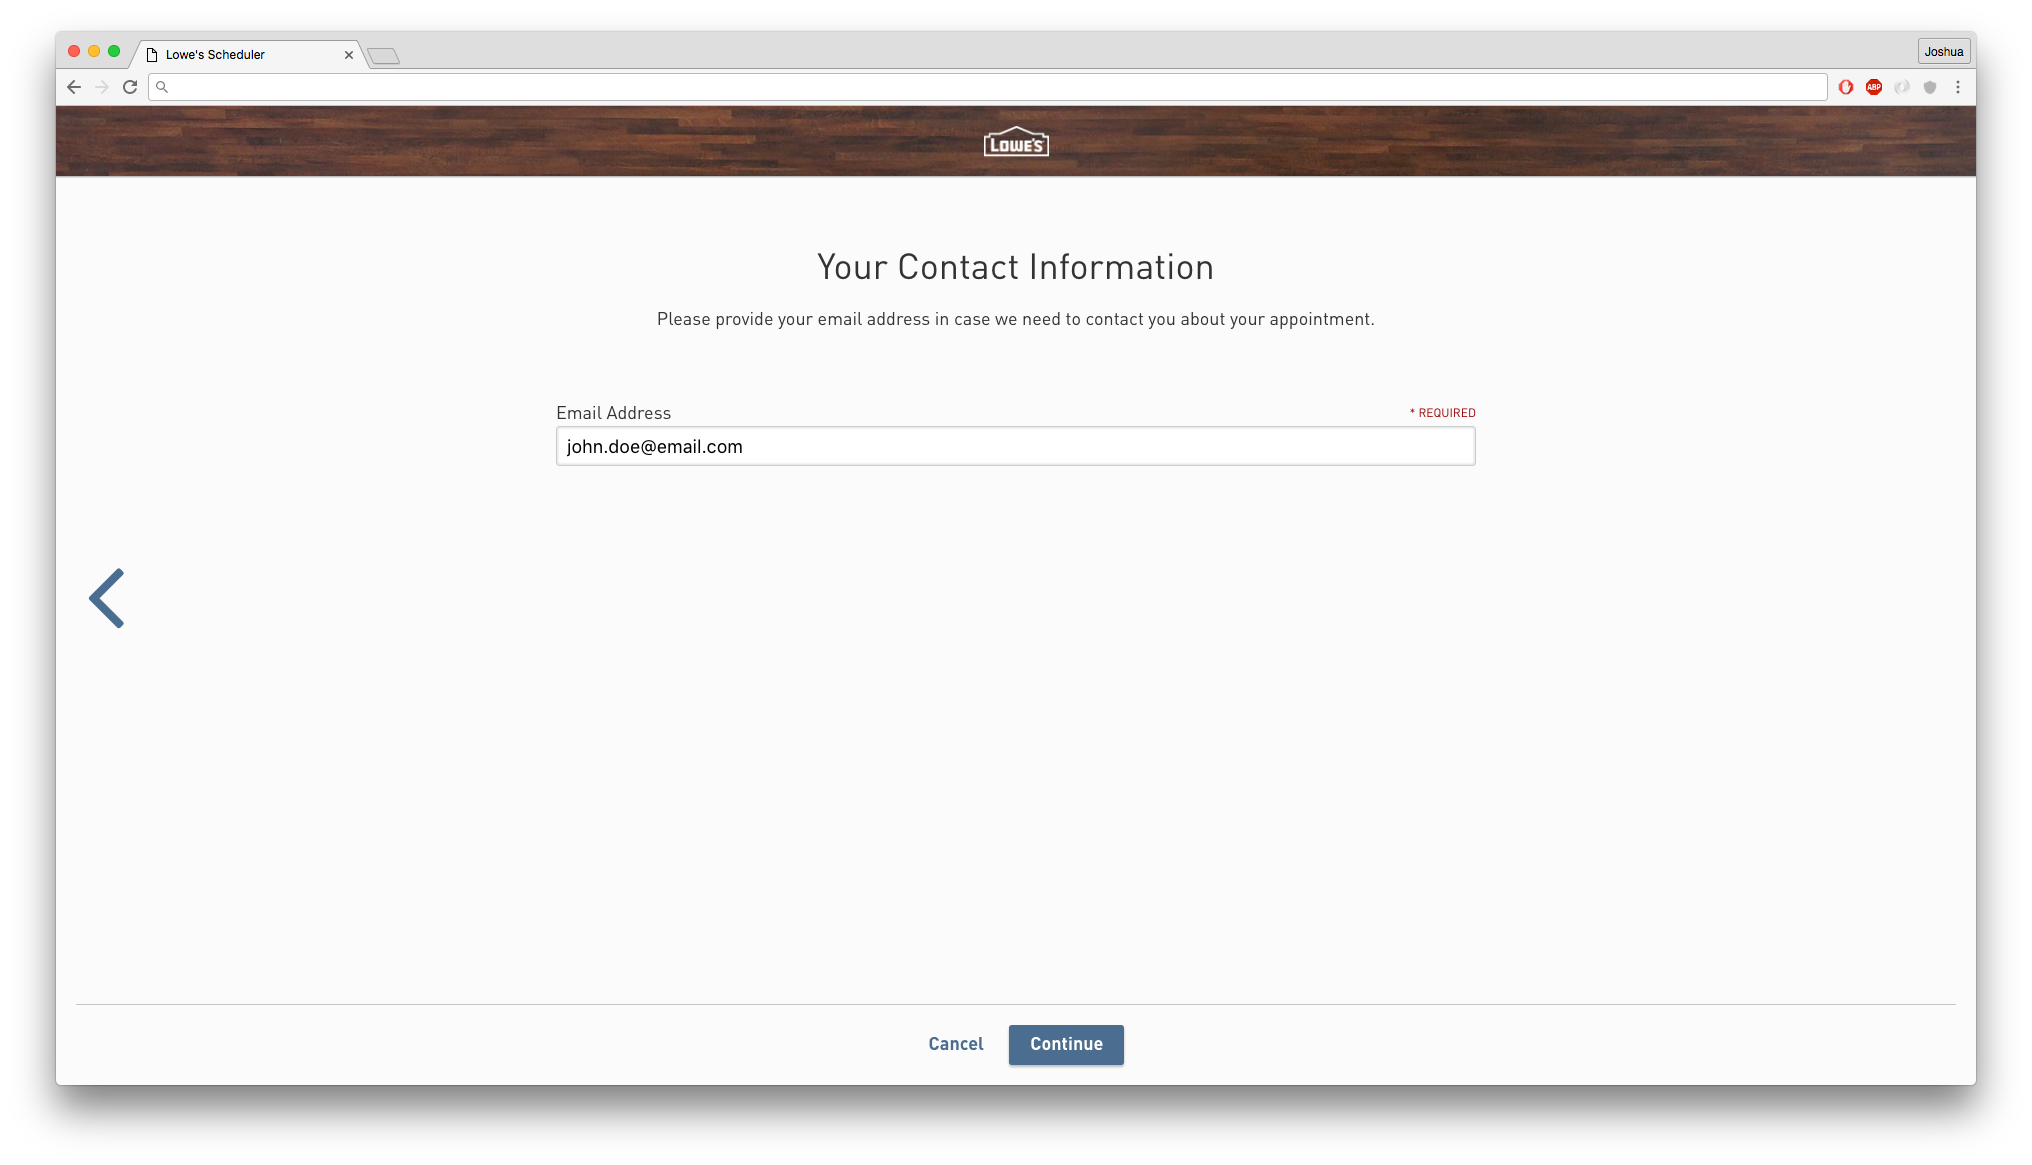 Lowe's Scheduler
Joshua
ABP
LOWE'S
Your Contact Information
Please provide your email address in case we need to contact you about your appointment.
Email Address
* REQUIRED
john.doe@email.com
Cancel
Continue